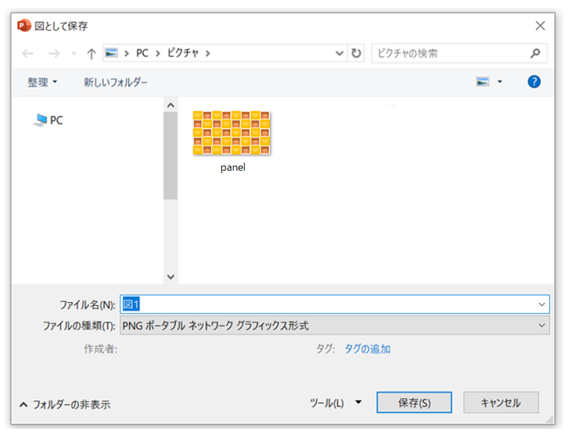 図として保存
PC > ピクチャ >
ピクチャの検索
整理
新しいフォルダー
PC
panel
ファイル名(N):
図1
ファイルの種類(T):
PNG ポータブル ネットワーク グラフィックス形式
作成者:
タグ: タグの追加
フォルダーの非表示
ツール(L)
保存(S)
キャンセル